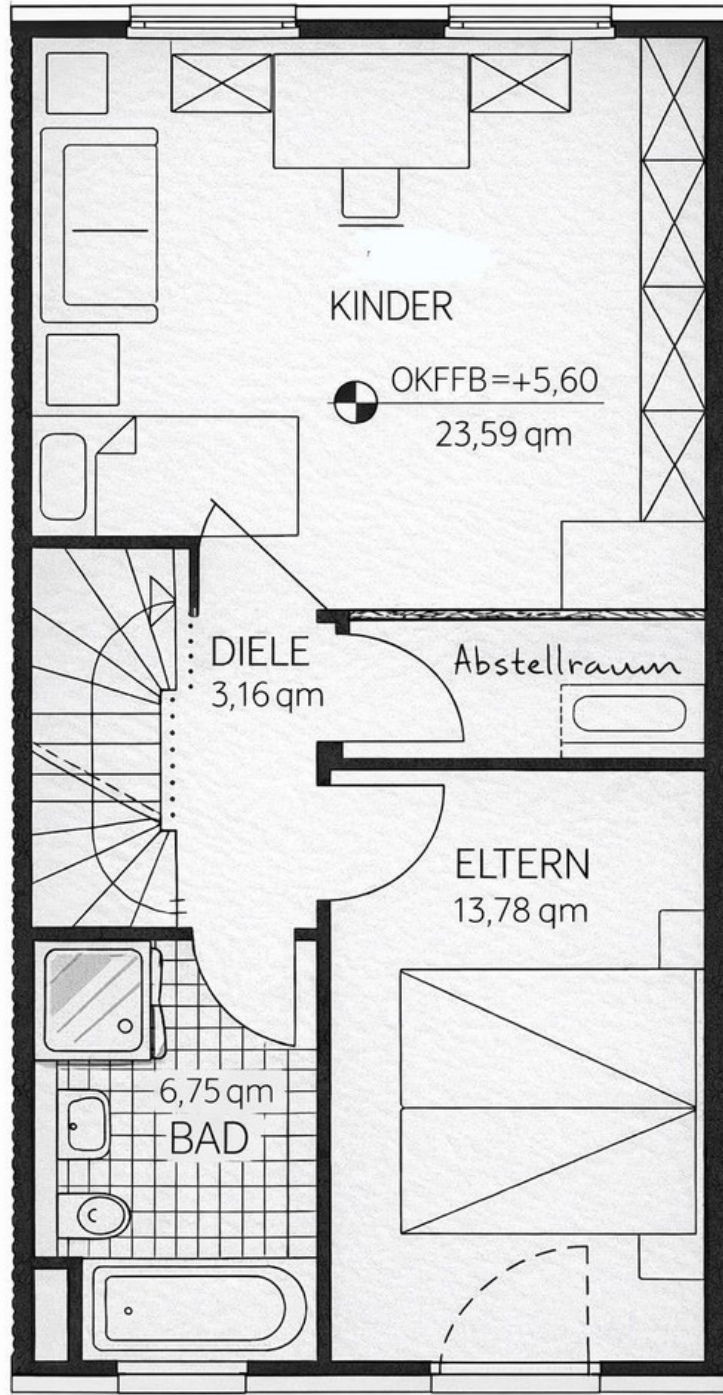 KINDER
OKFFB=+5,60
23,59 qm
DIELE
3,16 qm
Abstellraum
ELTERN
13,78 qm
6,75 qm
BAD